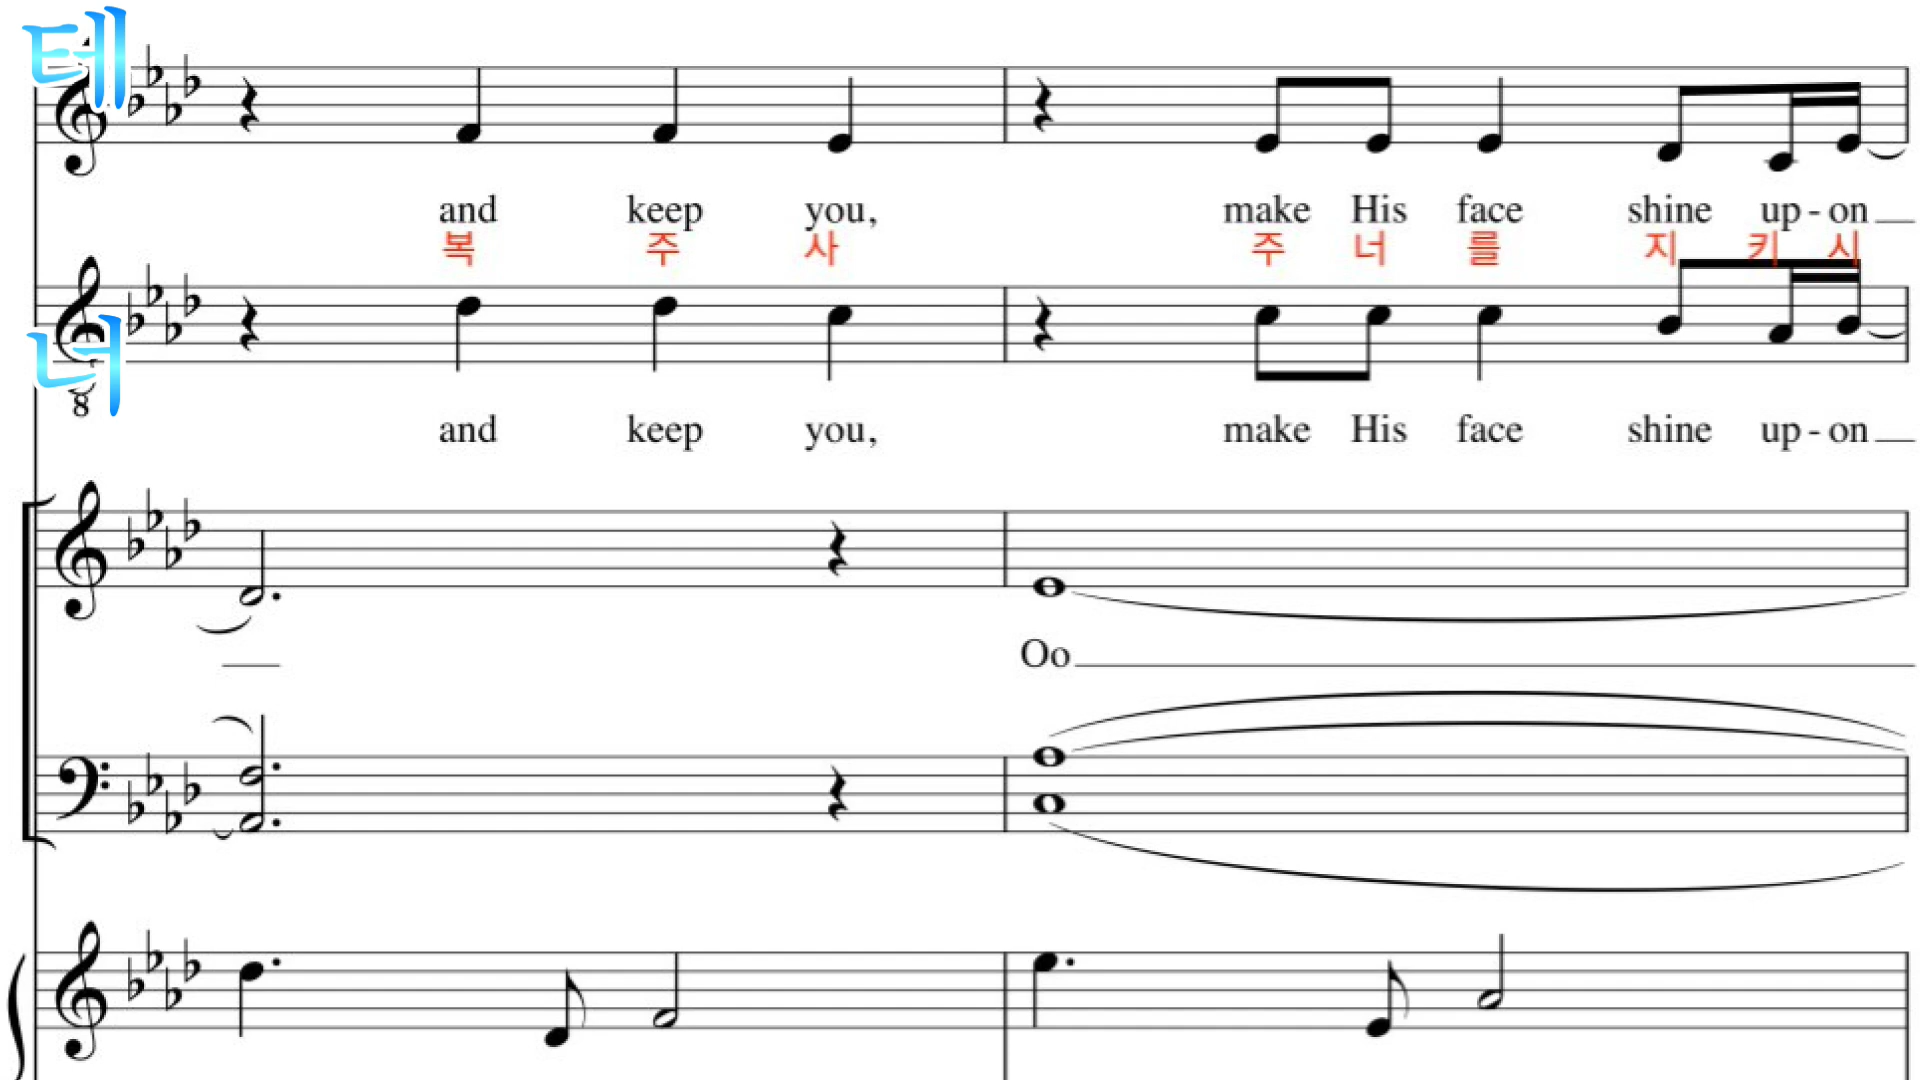 테
and keep you, make His face shine up - on
복 주 사 주 너 를 지 키 시
너
8
and keep you, make His face shine up - on
Oo